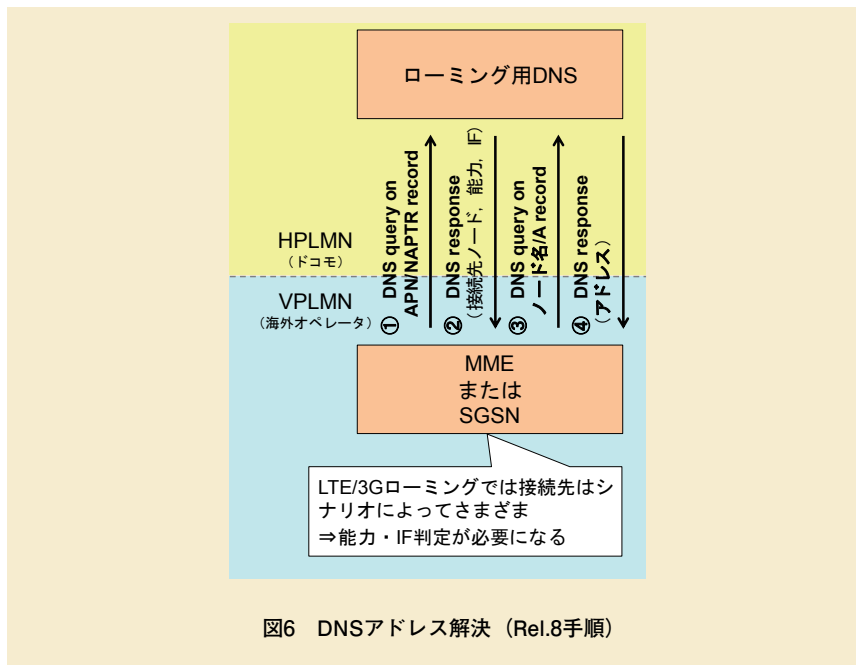 ローミング用DNS
HPLMN
（ドコモ）
VPLMN
（海外オペレータ）
① DNS query on
APN/NAPTR record
② DNS response
（接続先ノード，能力，IF）
③ DNS query on
ノード名/A record
④ DNS response
（アドレス）
MME
または
SGSN
LTE/3Gローミングでは接続先はシ
ナリオによってさまざま
⇒能力・IF判定が必要になる
図6 DNSアドレス解決（Rel.8手順）